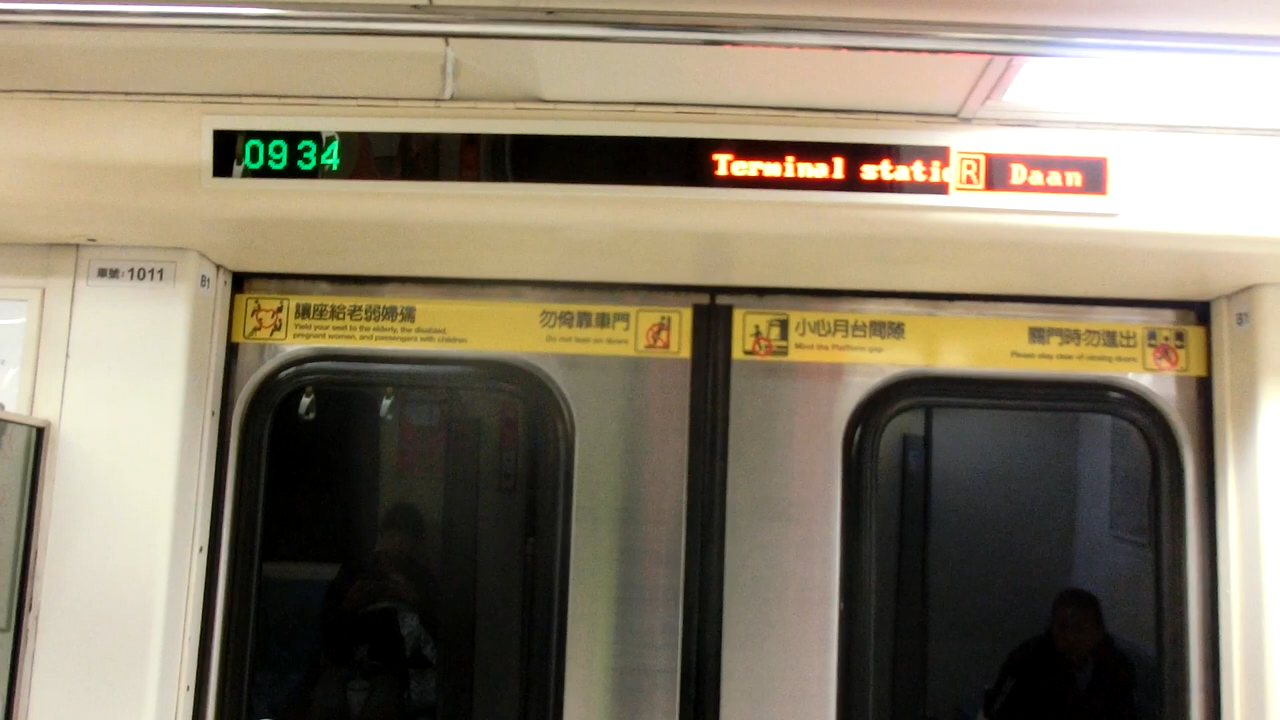 09 34
Terminal static
R Daan
車號:1011
B1
讓座給老弱婦孺
Yield your seat to the elderly, the disabled,
pregnant women, and passengers with children.
勿倚靠車門
Do not lean on doors
小心月台間隙
Mind the Platform gap
關門時勿進出
Please stay clear of closing doors.